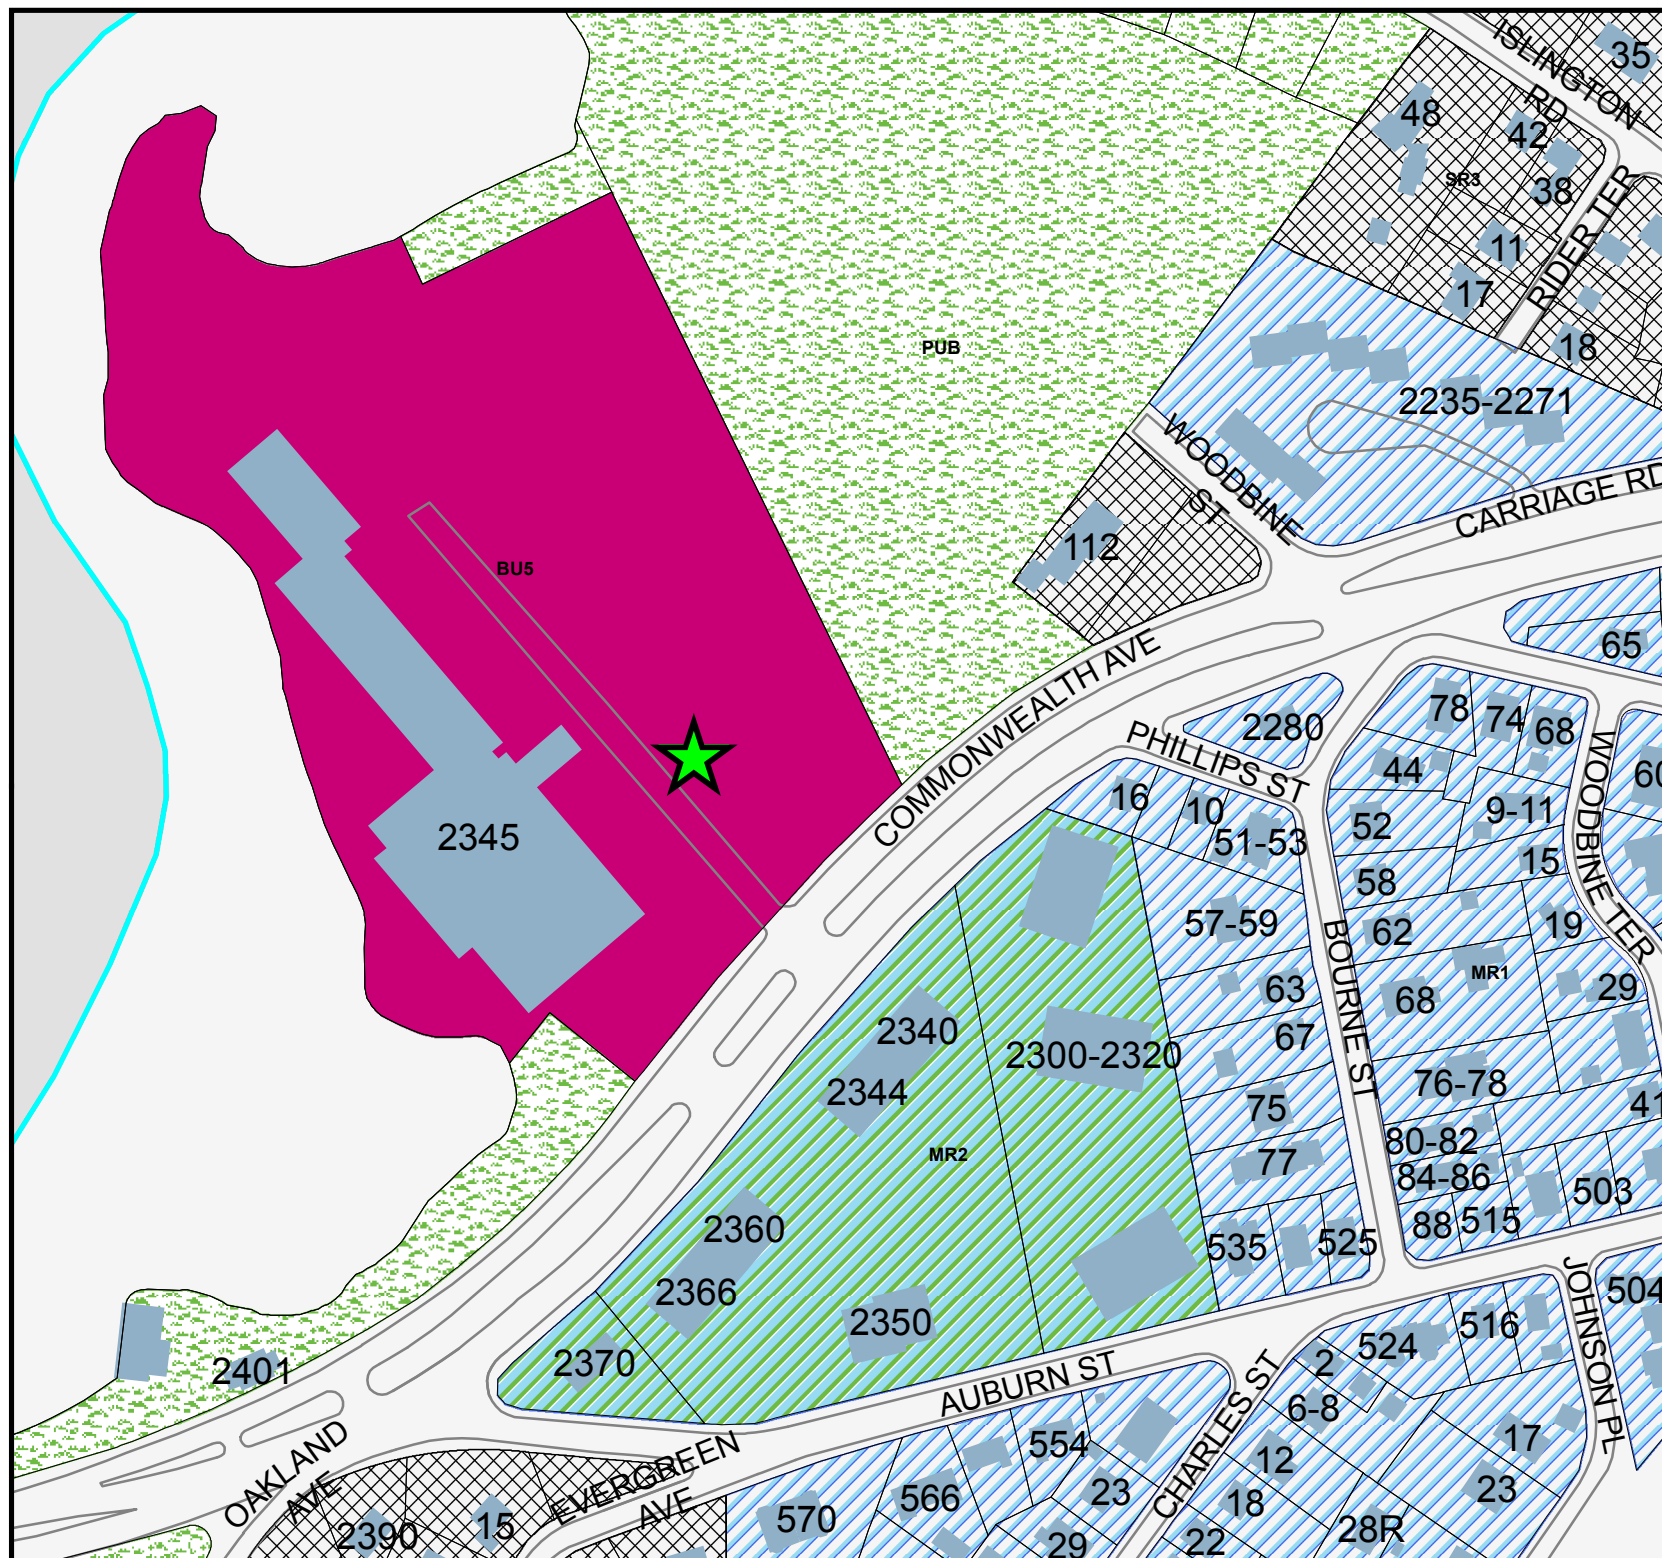 ISLINGTON
RD
35
48
42
SR3
38
RIDER TER
11
17
18
PUB
2235-2271
WOODBINE
ST
CARRIAGE RD
112
BU5
COMMONWEALTH AVE
65
2280
78
74
68
PHILLIPS ST
WOODBINE TER
44
60
16
10
9-11
51-53
52
2345
15
58
57-59
62
19
BOURNE ST
MR1
63
68
29
2340
67
2300-2320
2344
76-78
75
41
80-82
MR2
77
84-86
503
2360
535
525
88
515
2366
JOHNSON PL
504
2350
516
524
2370
2
2401
AUBURN ST
CHARLES ST
6-8
OAKLAND
AVE
EVERGREEN
AVE
554
12
17
23
566
23
18
2390
15
570
28R
22
29